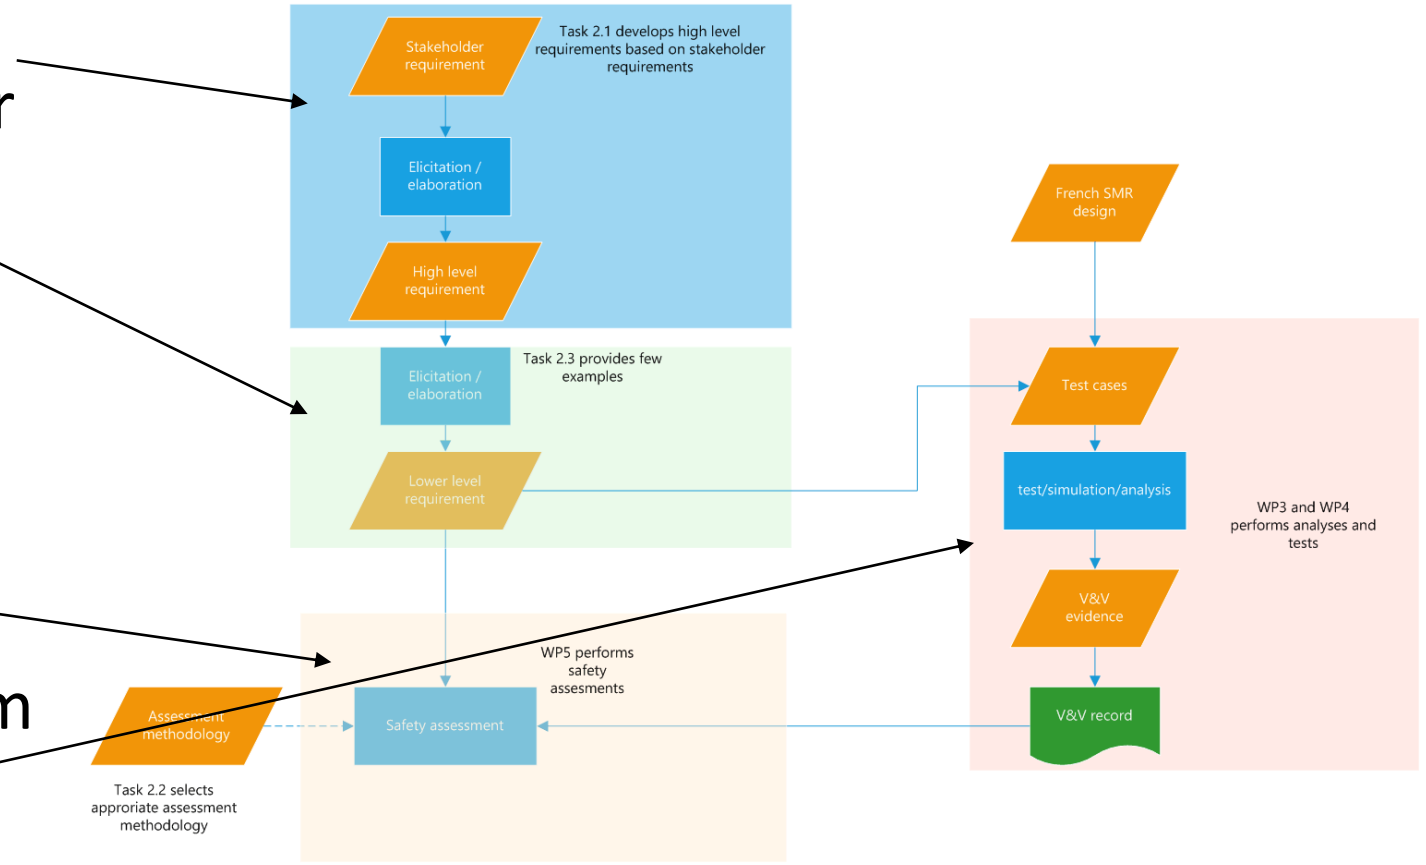 r
m
Stakeholder
requirement
Task 2.1 develops high level
requirements based on stakeholder
requirements
Elicitation /
elaboration
High level
requirement
Elicitation /
elaboration
Task 2.3 provides few
examples
Lower level
requirement
WP5 performs
safety
assesments
Assessment
methodology
Safety assessment
Task 2.2 selects
approriate assessment
methodology
French SMR
design
Test cases
test/simulation/analysis
WP3 and WP4
performs analyses and
tests
V&V
evidence
V&V record